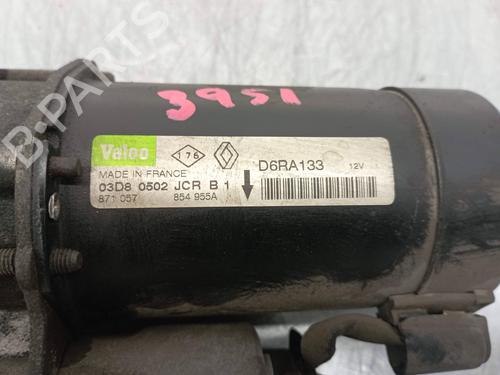 3951
Valeo
176
D6RA133
12V
MADE IN FRANCE
03D8 0502 JCR B 1
871 057
854 955A
B-PARTS